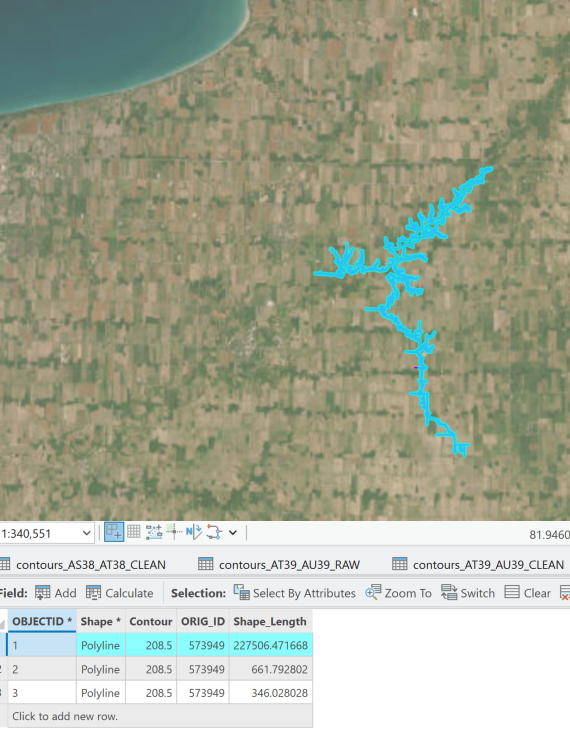 1:340,551
81.9460
contours_AS38_AT38_CLEAN contours_AT39_AU39_RAW contours_AT39_AU39_CLEAN
Field: Add Calculate Selection: Select By Attributes Zoom To Switch Clear
OBJECTID * Shape * Contour ORIG_ID Shape_Length
1 Polyline 208.5 573949 227506.471668
2 2 Polyline 208.5 573949 661.792802
3 3 Polyline 208.5 573949 346.028028
Click to add new row.